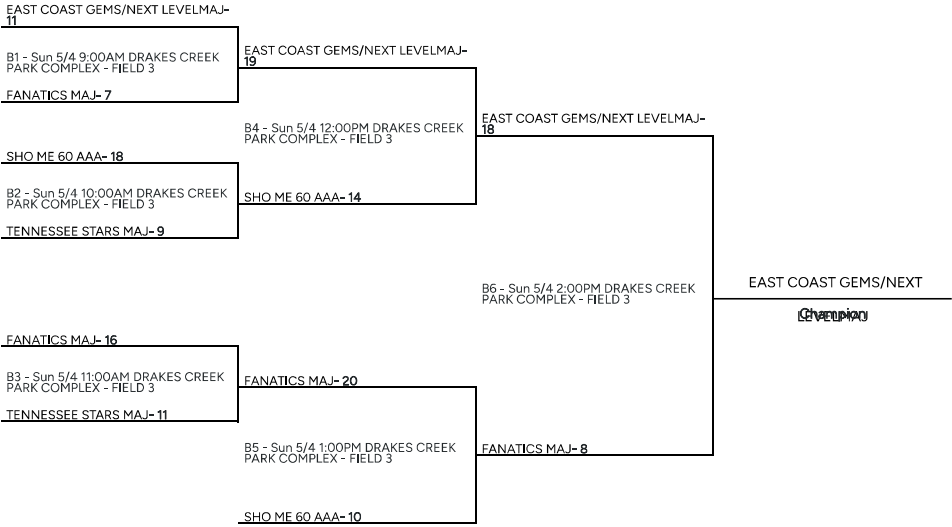 EAST COAST GEMS/NEXT LEVELMAJ-
11
B1 - Sun 5/4 9:00AM DRAKES CREEK
PARK COMPLEX - FIELD 3
FANATICS MAJ- 7
SHO ME 60 AAA- 18
B2 - Sun 5/4 10:00AM DRAKES CREEK
PARK COMPLEX - FIELD 3
TENNESSEE STARS MAJ- 9
FANATICS MAJ- 16
B3 - Sun 5/4 11:00AM DRAKES CREEK
PARK COMPLEX - FIELD 3
TENNESSEE STARS MAJ- 11
EAST COAST GEMS/NEXT LEVELMAJ-
19
B4 - Sun 5/4 12:00PM DRAKES CREEK
PARK COMPLEX - FIELD 3
SHO ME 60 AAA- 14
FANATICS MAJ- 20
B5 - Sun 5/4 1:00PM DRAKES CREEK
PARK COMPLEX - FIELD 3
SHO ME 60 AAA- 10
EAST COAST GEMS/NEXT LEVELMAJ-
18
B6 - Sun 5/4 2:00PM DRAKES CREEK
PARK COMPLEX - FIELD 3
FANATICS MAJ- 8
EAST COAST GEMS/NEXT
LEVELMAJ
Champion